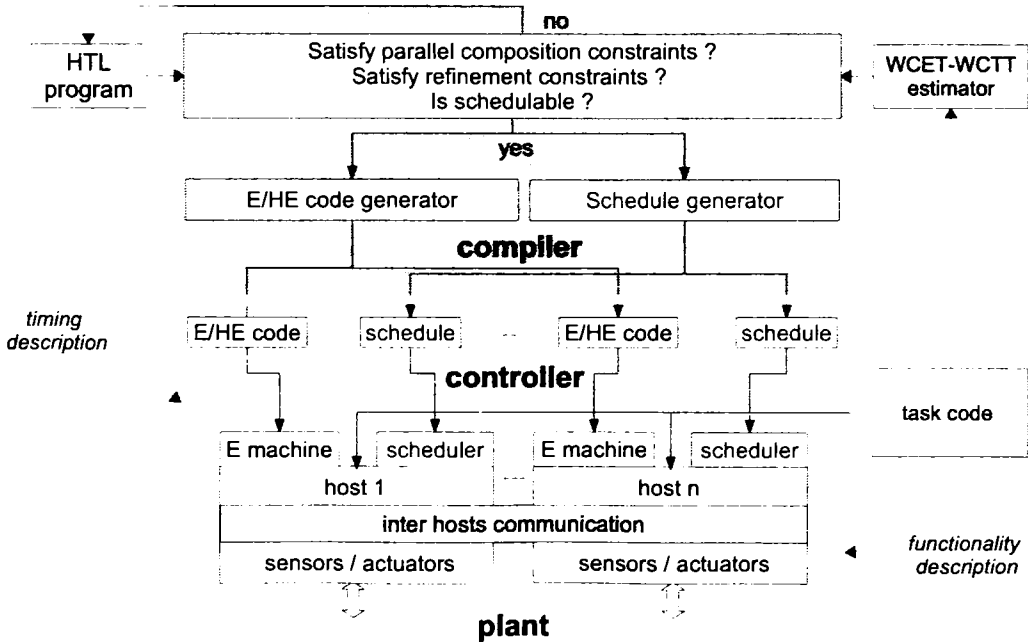 no
HTL
program
Satisfy parallel composition constraints ?
Satisfy refinement constraints ?
Is schedulable ?
WCET-WCTT
estimator
yes
E/HE code generator
Schedule generator
compiler
timing
description
E/HE code
schedule
E/HE code
schedule
controller
task code
E machine
scheduler
E machine
scheduler
host 1
host n
inter hosts communication
sensors / actuators
sensors / actuators
functionality
description
plant